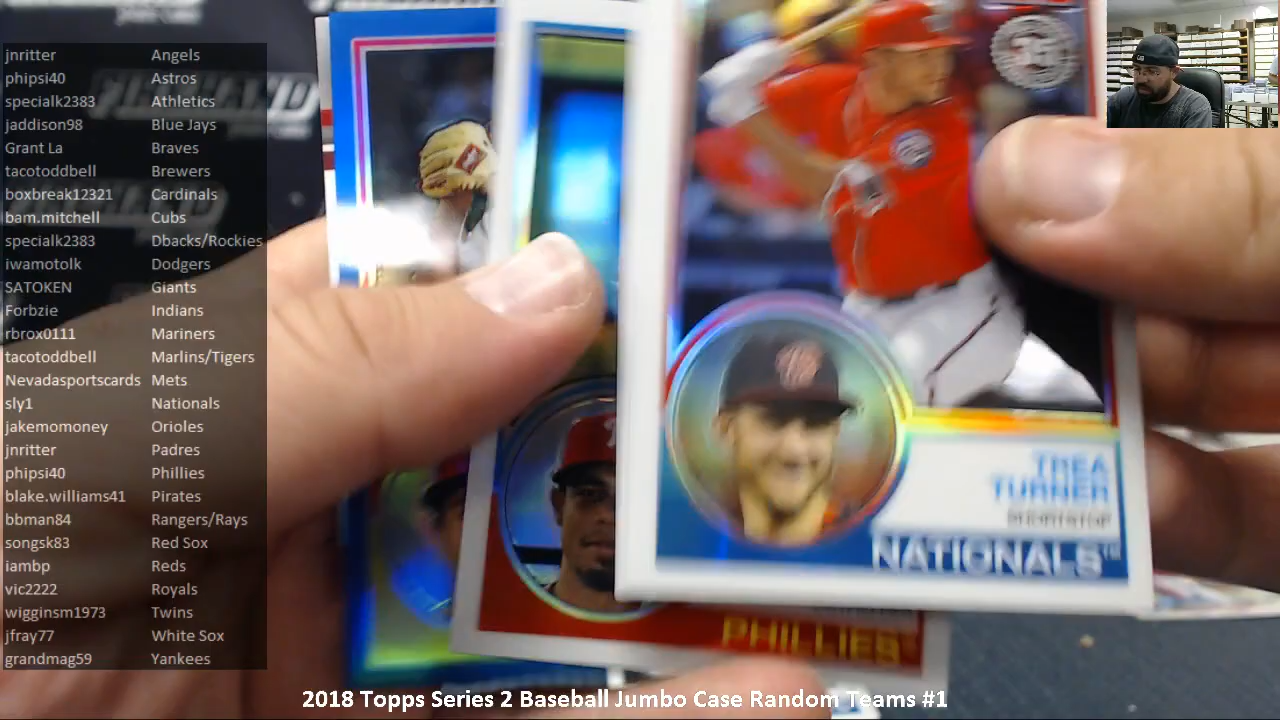 jnritter Angels
phipsi40 Astros
specialk2383 Athletics
jaddison98 Blue Jays
Grant La Braves
tacotoddbell Brewers
boxbreak12321 Cardinals
bam.mitchell Cubs
specialk2383 Dbacks/Rockies
iwamotolk Dodgers
SATOKEN Giants
Forbzie Indians
rbrox0111 Mariners
tacotoddbell Marlins/Tigers
Nevadasportscards Mets
sly1 Nationals
jakemomoney Orioles
jnritter Padres
phipsi40 Phillies
blake.williams41 Pirates
bbman84 Rangers/Rays
songsk83 Red Sox
iambp Reds
vic2222 Royals
wigginsm1973 Twins
jfray77 White Sox
grandmag59 Yankees
35
TREA
TURNER
SHORTSTOP
NATIONALS™
PHILLIES
2018 Topps Series 2 Baseball Jumbo Case Random Teams #1